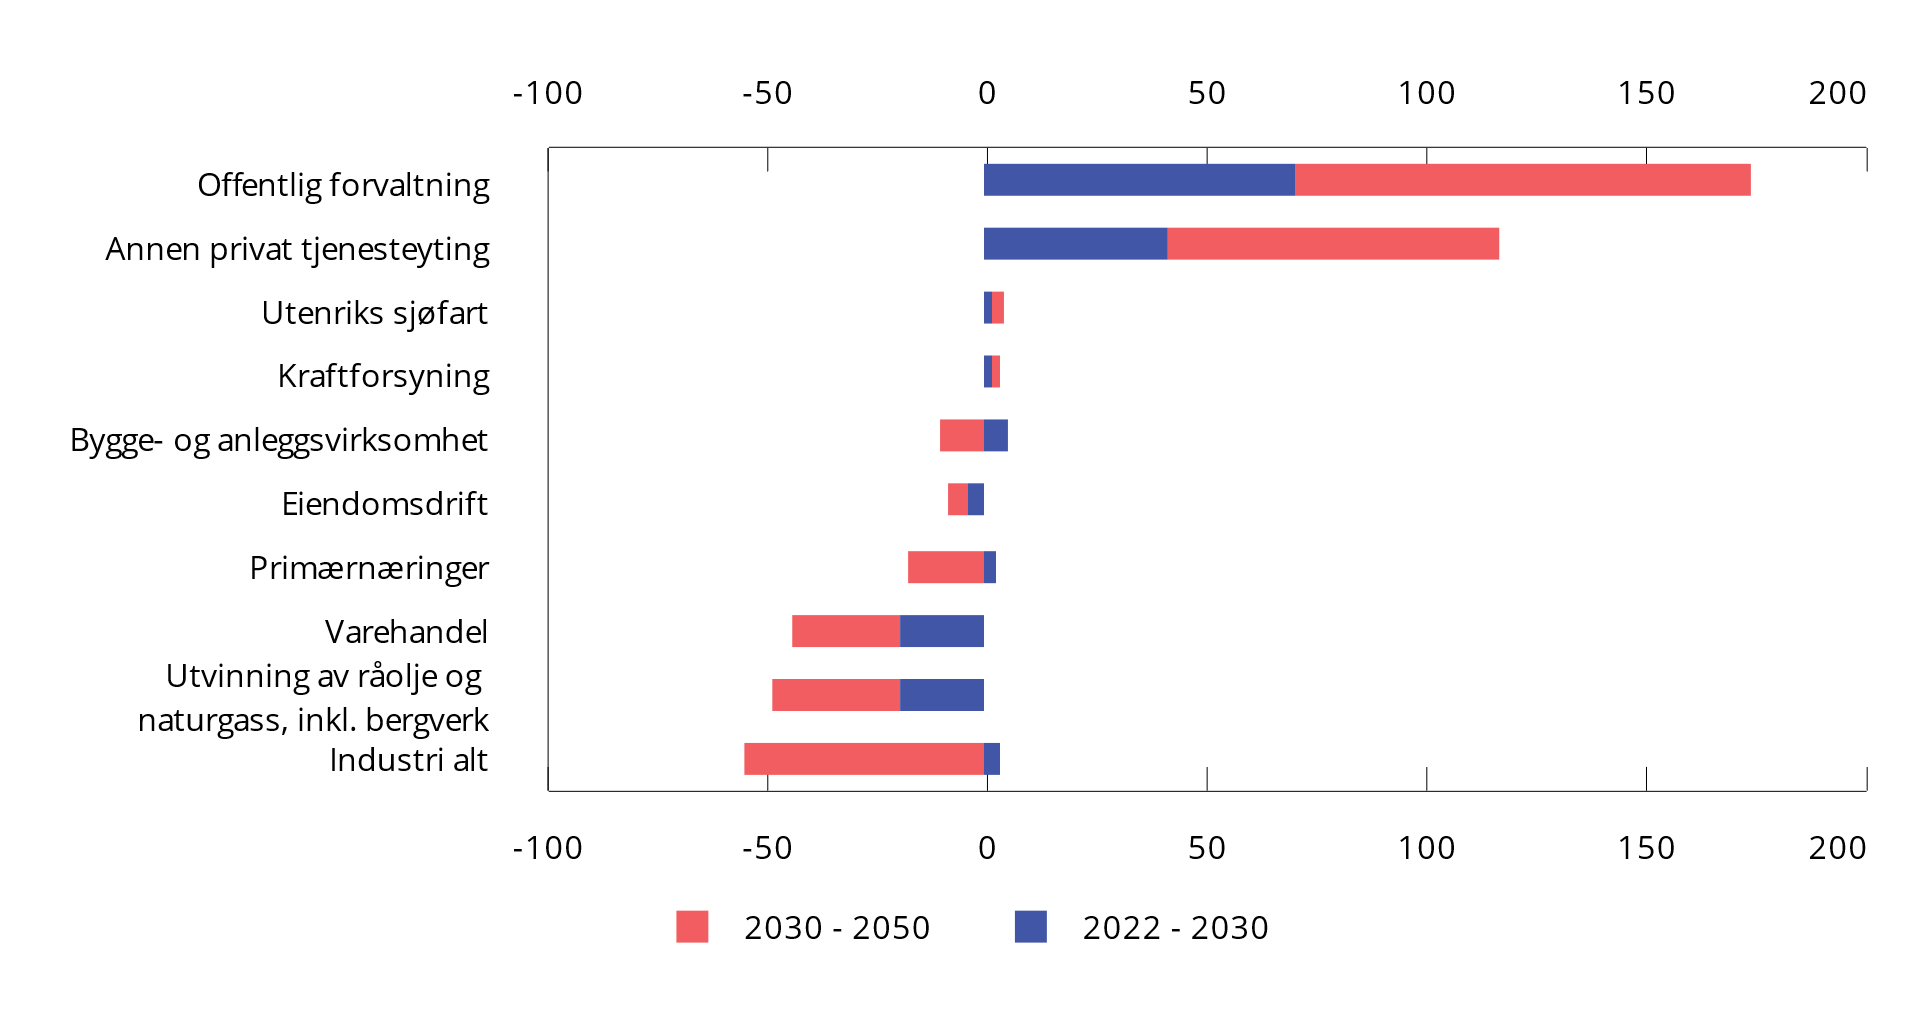 -100 -50 0 50 100 150 200
Offentlig forvaltning
Annen privat tjenesteyting
Utenriks sjøfart
Kraftforsyning
Bygge- og anleggsvirksomhet
Eiendomsdrift
Primærnæringer
Varehandel
Utvinning av råolje og
naturgass, inkl. bergverk
Industri alt
-100 -50 0 50 100 150 200
2030 - 2050 2022 - 2030